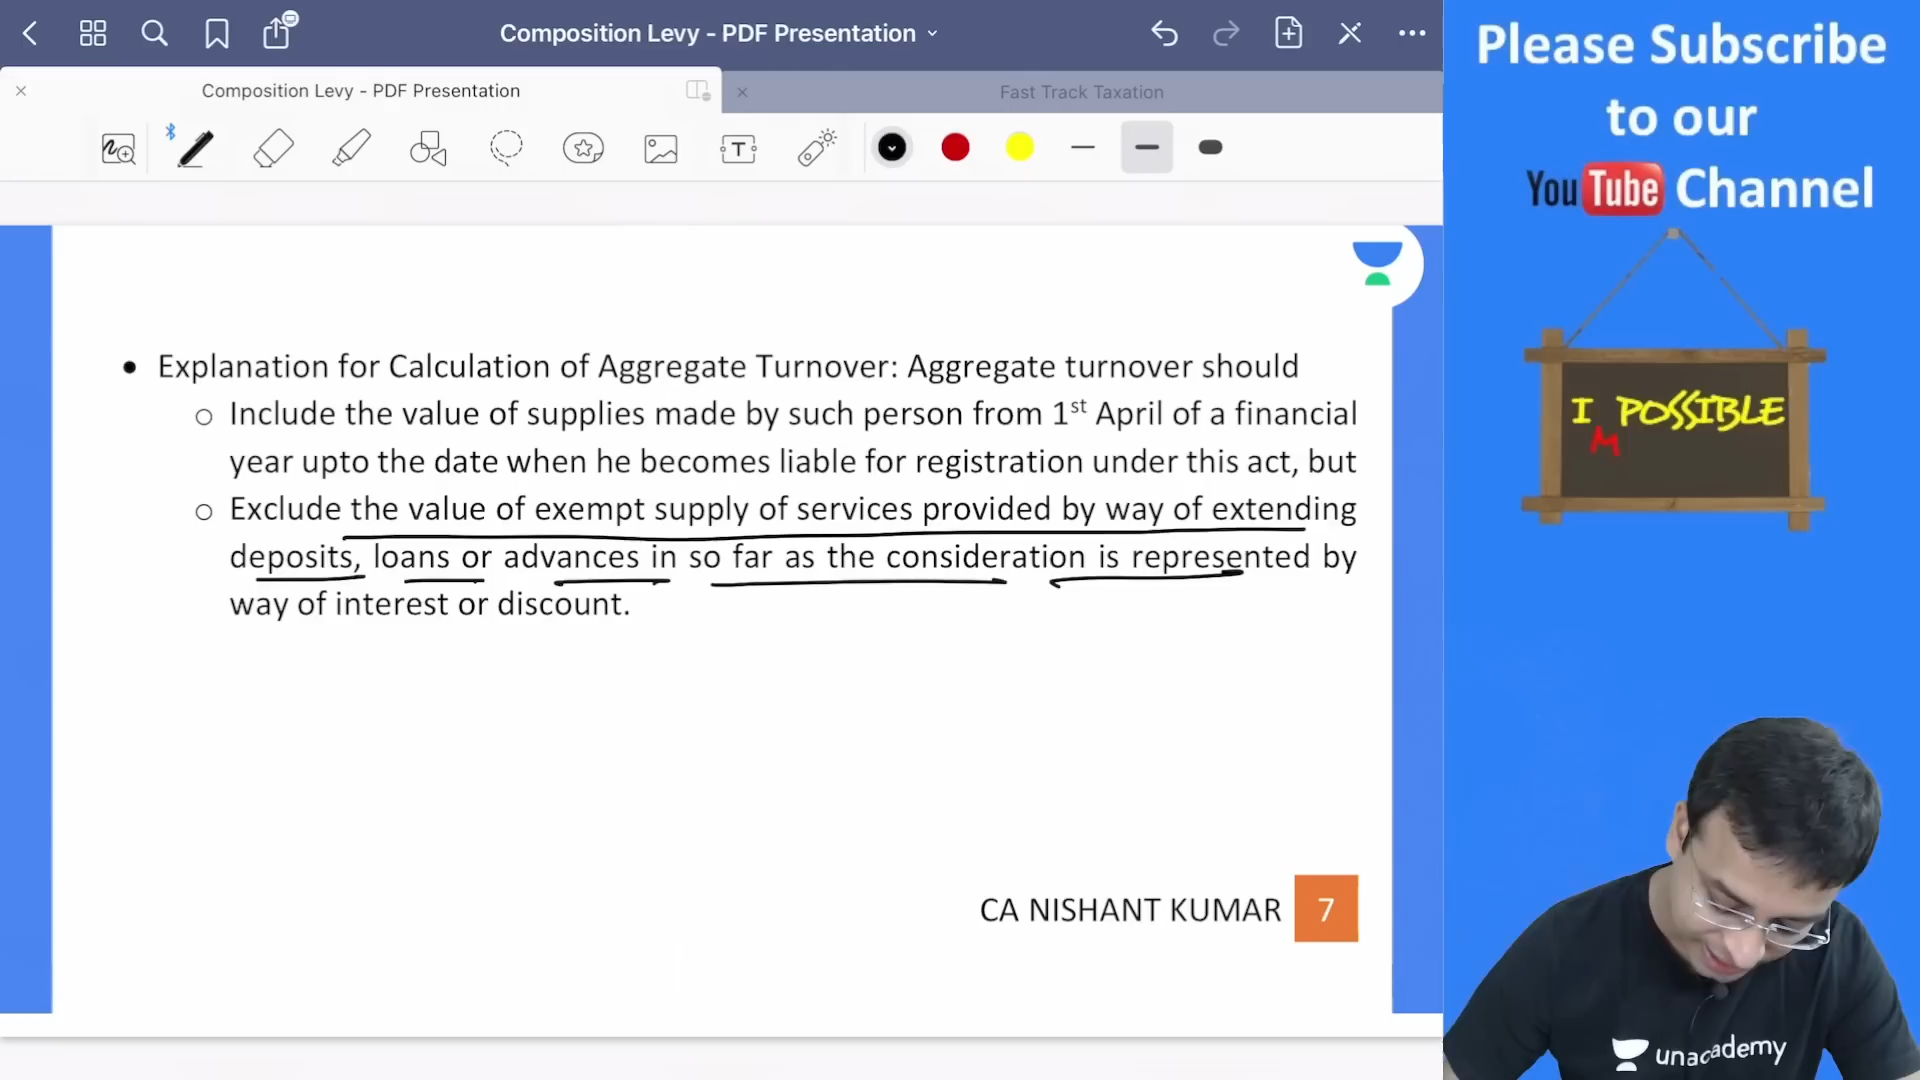 Composition Levy - PDF Presentation
Composition Levy - PDF Presentation
Fast Track Taxation
T
• Explanation for Calculation of Aggregate Turnover: Aggregate turnover should
o Include the value of supplies made by such person from 1st April of a financial
year upto the date when he becomes liable for registration under this act, but
o Exclude the value of exempt supply of services provided by way of extending
deposits, loans or advances in so far as the consideration is represented by
way of interest or discount.
CA NISHANT KUMAR 7
Please Subscribe
to our
YouTube Channel
I POSSIBLE
M
unacademy